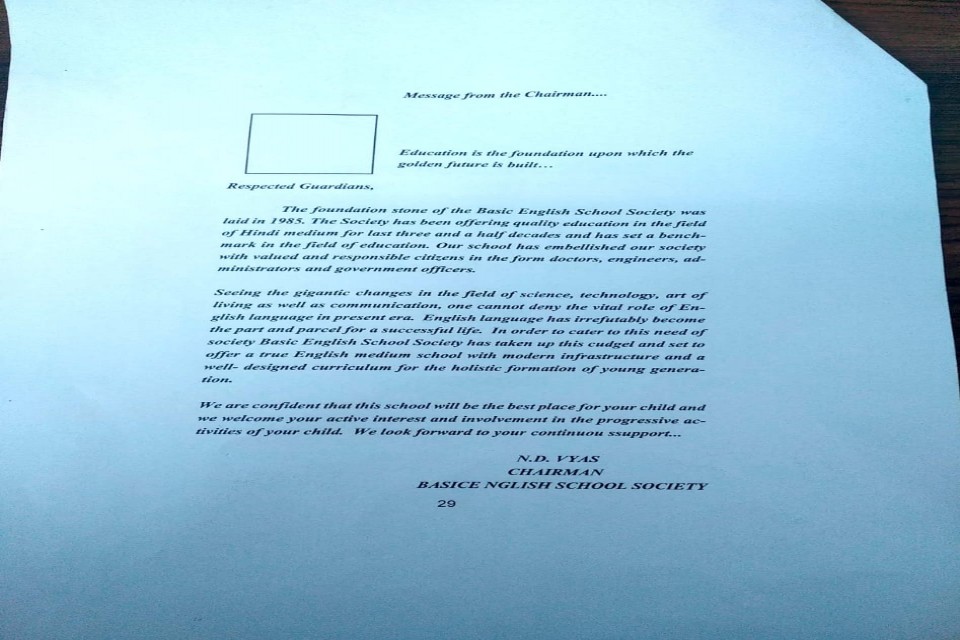 Message from the Chairman....
Education is the foundation upon which the
golden future is built...
Respected Guardians,
The foundation stone of the Basic English School Society was
laid in 1985. The Society has been offering quality education in the field
of Hindi medium for last three and a half decades and has set a bench-
mark in the field of education. Our school has embellished our society
with valued and responsible citizens in the form doctors, engineers, ad-
ministrators and government officers.
Seeing the gigantic changes in the field of science, technology, art of
living as well as communication, one cannot deny the vital role of En-
glish language in present era. English language has irrefutably become
the part and parcel for a successful life. In order to cater to this need of
society Basic English School Society has taken up this cudgel and set to
offer a true English medium school with modern infrastructure and a
well- designed curriculum for the holistic formation of young genera-
tion.
We are confident that this school will be the best place for your child and
we welcome your active interest and involvement in the progressive ac-
tivities of your child. We look forward to your continuou ssupport...
N.D. VYAS
CHAIRMAN
BASICE NGLISH SCHOOL SOCIETY
29